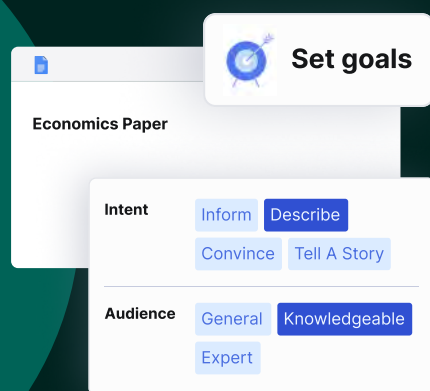 Set goals
Economics Paper
Intent Inform Describe
Convince Tell A Story
Audience General Knowledgeable
Expert